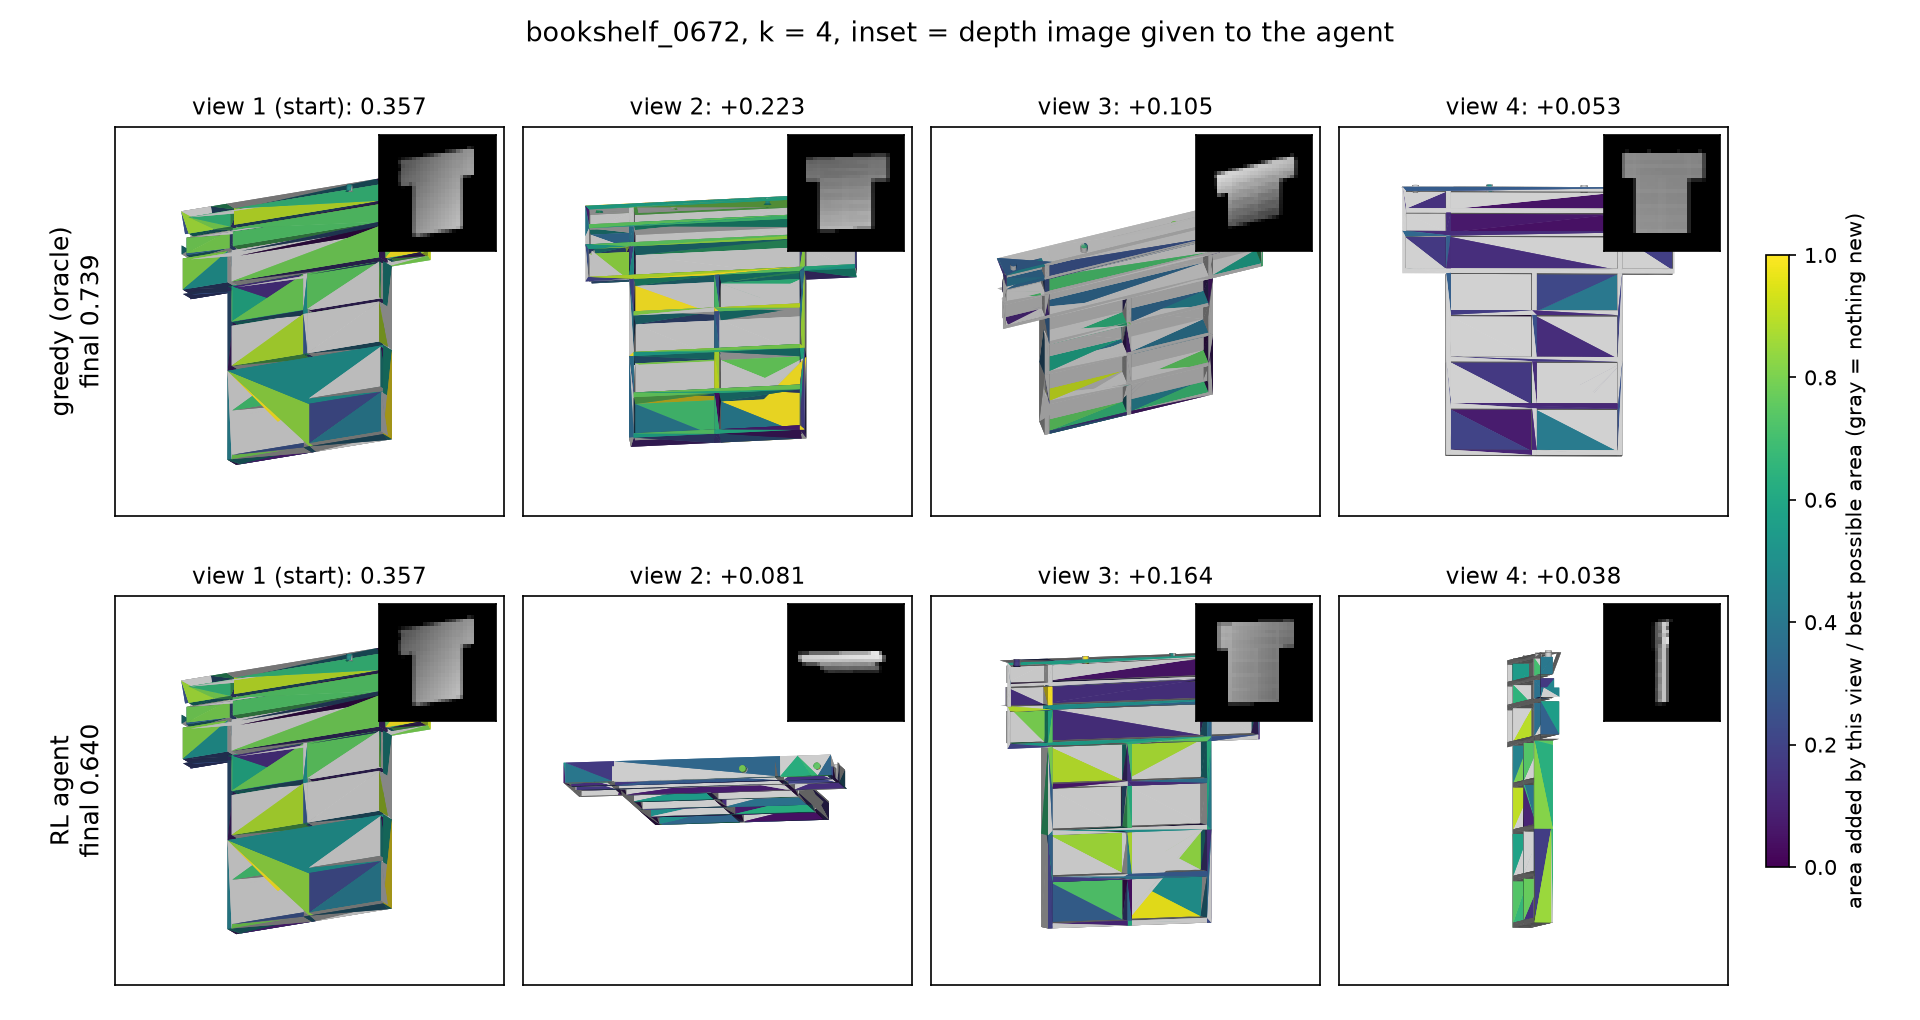 bookshelf_0672, k = 4, inset = depth image given to the agent
greedy (oracle)
final 0.739
view 1 (start): 0.357
view 2: +0.223
view 3: +0.105
view 4: +0.053
RL agent
final 0.640
view 1 (start): 0.357
view 2: +0.081
view 3: +0.164
view 4: +0.038
1.0
0.8
0.6
0.4
0.2
0.0
area added by this view / best possible area (gray = nothing new)